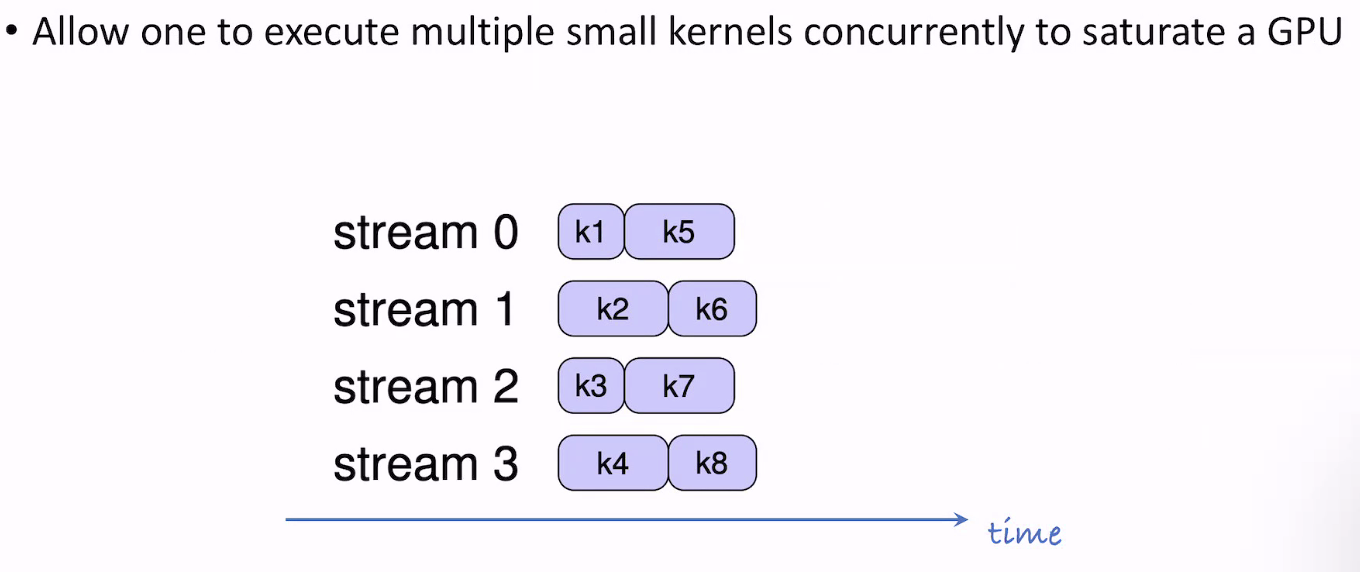 • Allow one to execute multiple small kernels concurrently to saturate a GPU
stream 0 k1 k5
stream 1 k2 k6
stream 2 k3 k7
stream 3 k4 k8
time